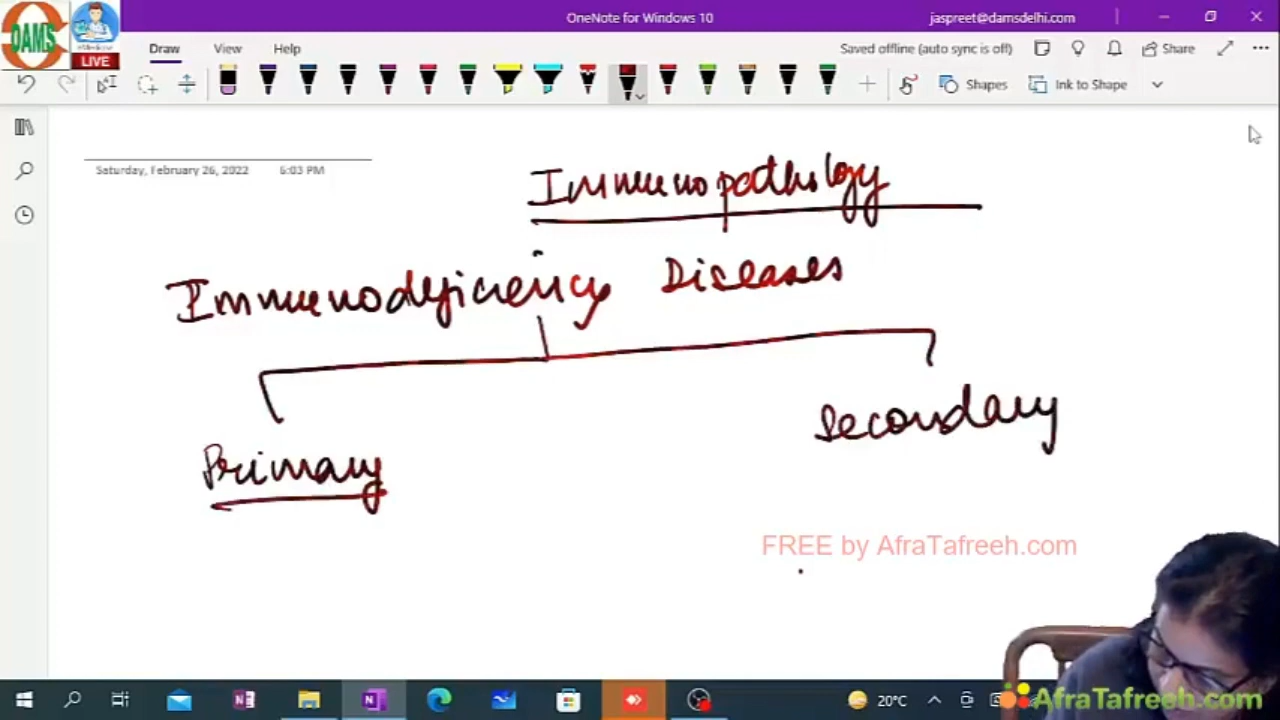 DAMS
eMedicoz
LIVE
OneNote for Windows 10
jaspreet@damsdelhi.com
Draw View Help
Saved offline (auto sync is off)
Share
Shapes
Ink to Shape
Saturday, February 26, 2022 6:03 PM
Immunopathology
Immunodeficiency Diseases
Primary
Secondary
FREE by AfraTafreeh.com
20°C
AfraTafreeh.com